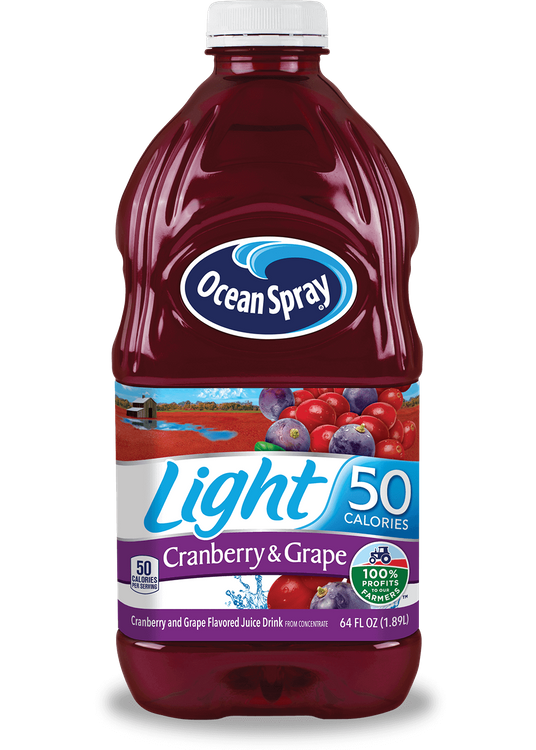 Ocean Spray®
Light
50
CALORIES
Cranberry & Grape
50
CALORIES
PER SERVING
100%
PROFITS
TO OUR
FARMERS™
Cranberry and Grape Flavored Juice Drink FROM CONCENTRATE
64 FL OZ (1.89L)